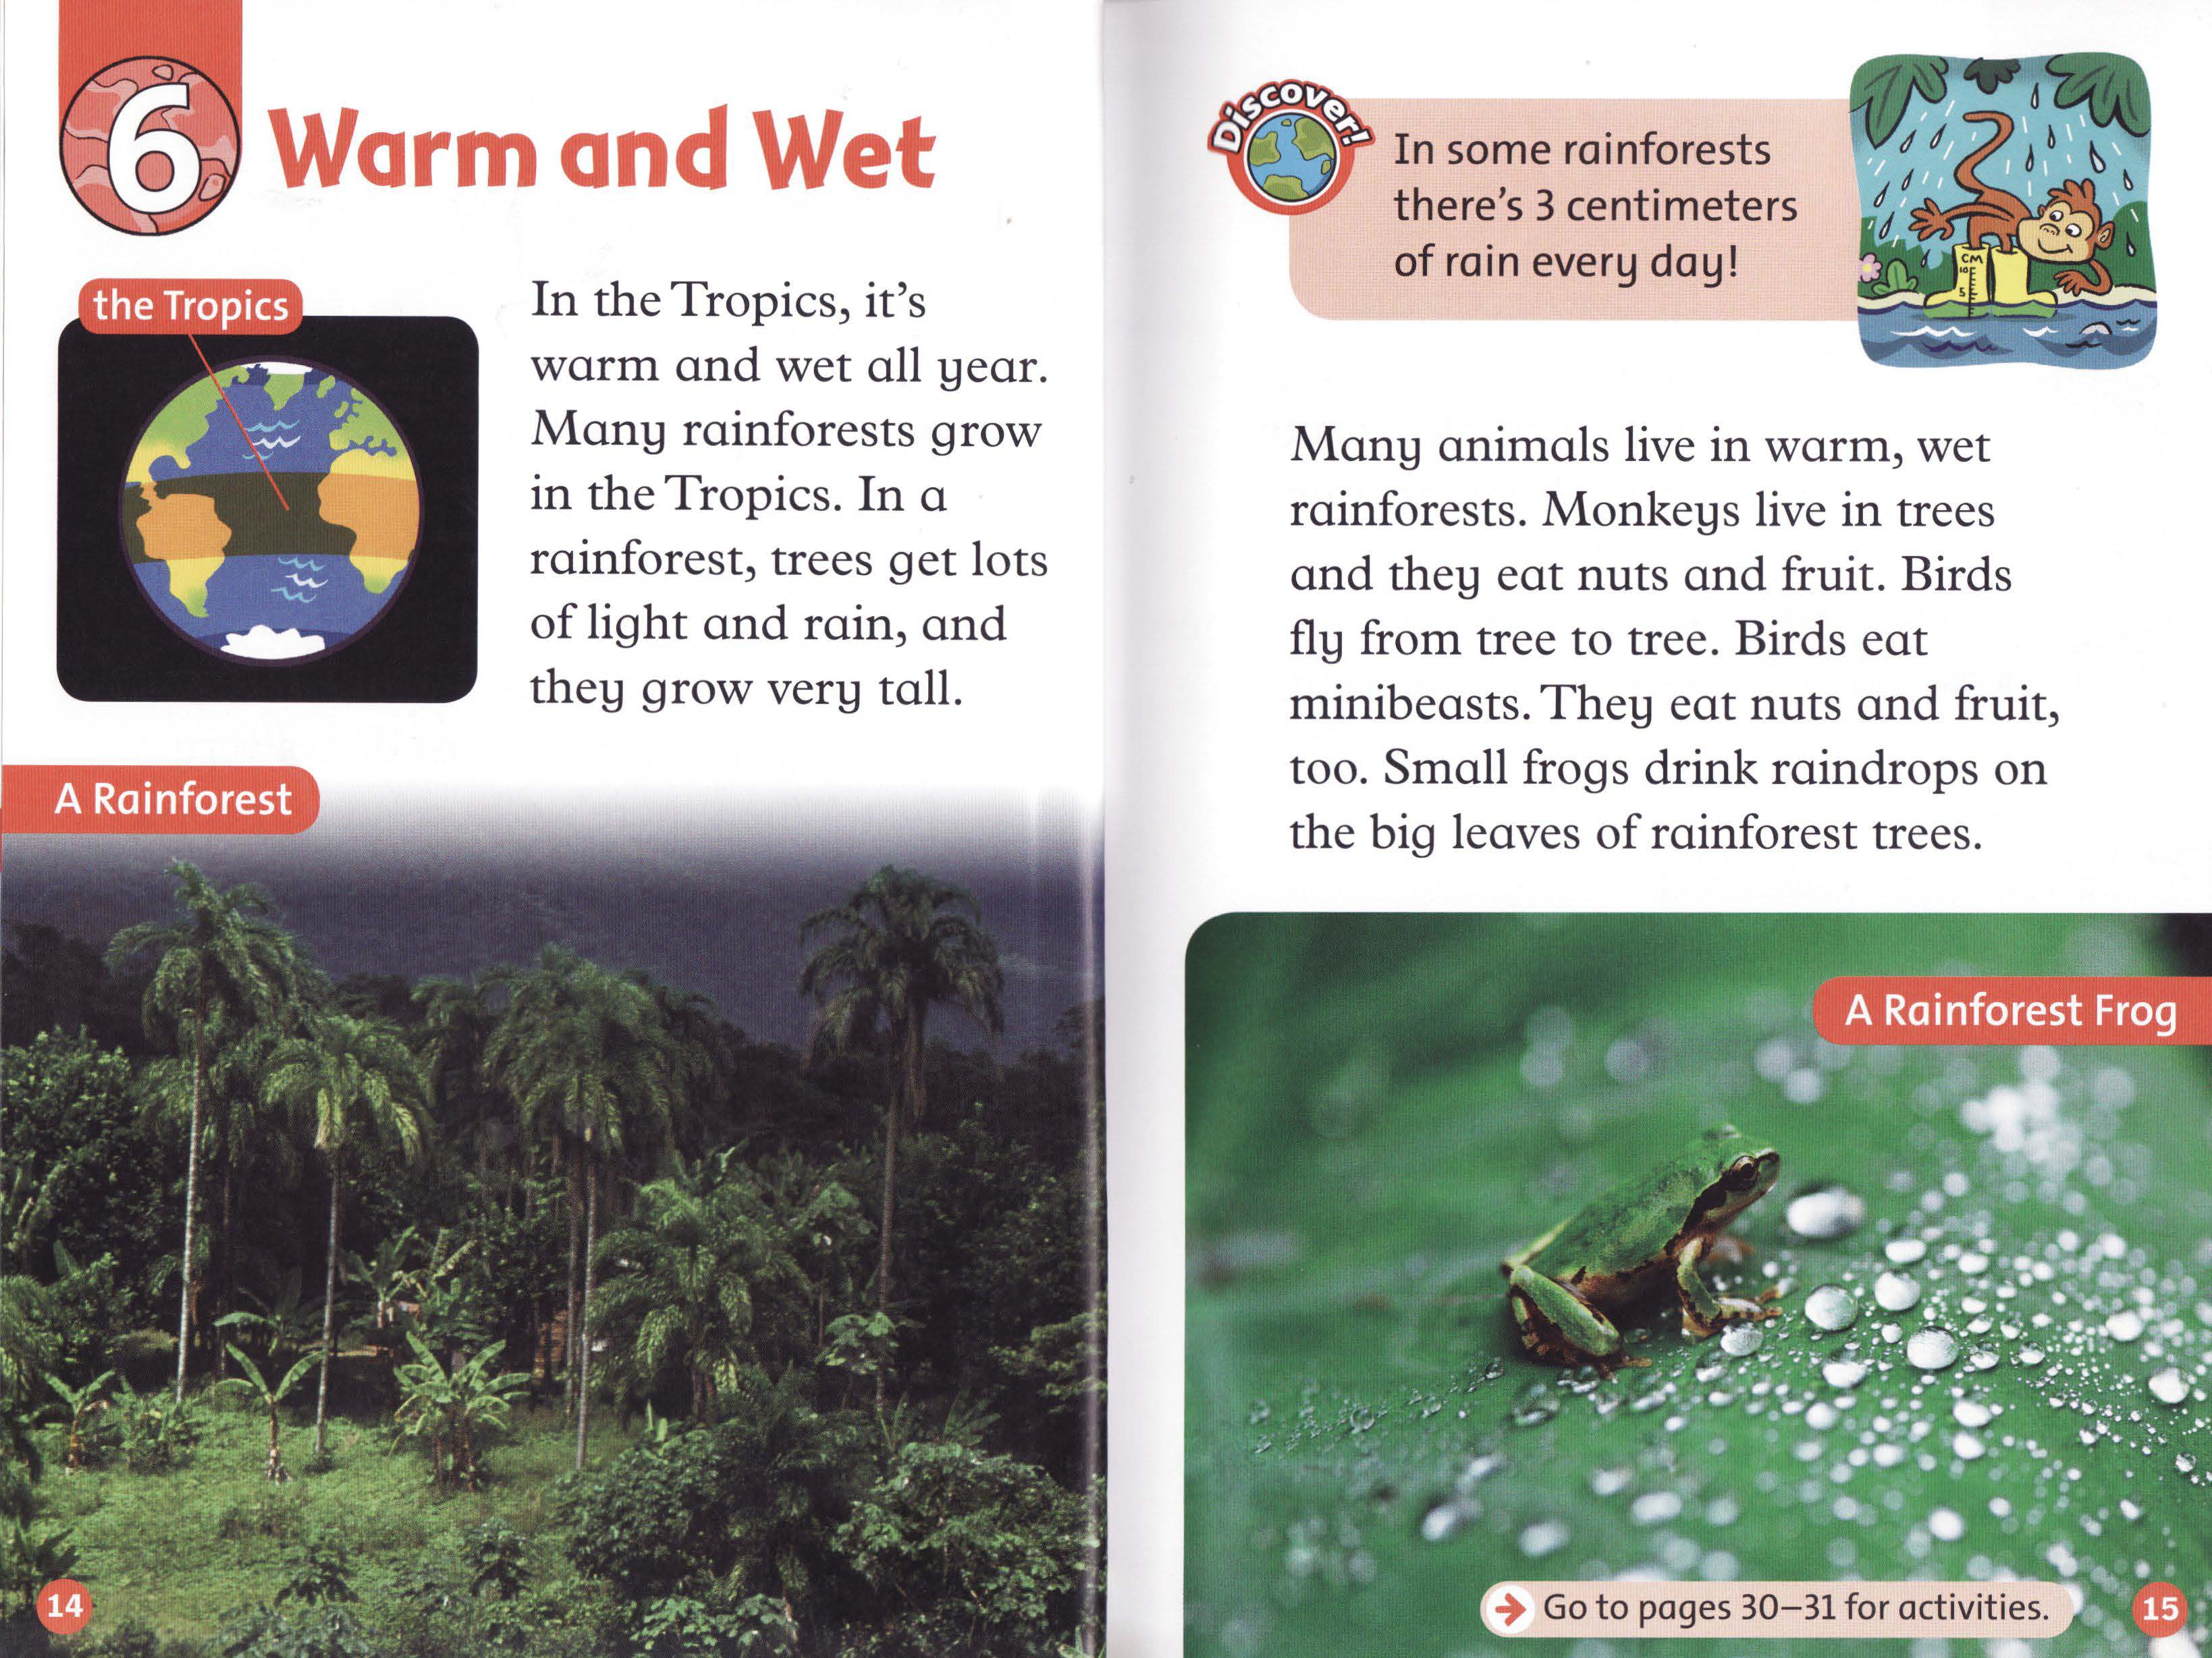 6
Warm and Wet
the Tropics
In the Tropics, it's
warm and wet all year.
Many rainforests grow
in the Tropics. In a
rainforest, trees get lots
of light and rain, and
they grow very tall.
A Rainforest
14
Discover!
In some rainforests
there's 3 centimeters
of rain every day!
CM
10
5
Many animals live in warm, wet
rainforests. Monkeys live in trees
and they eat nuts and fruit. Birds
fly from tree to tree. Birds eat
minibeasts. They eat nuts and fruit,
too. Small frogs drink raindrops on
the big leaves of rainforest trees.
A Rainforest Frog
Go to pages 30–31 for activities.
15